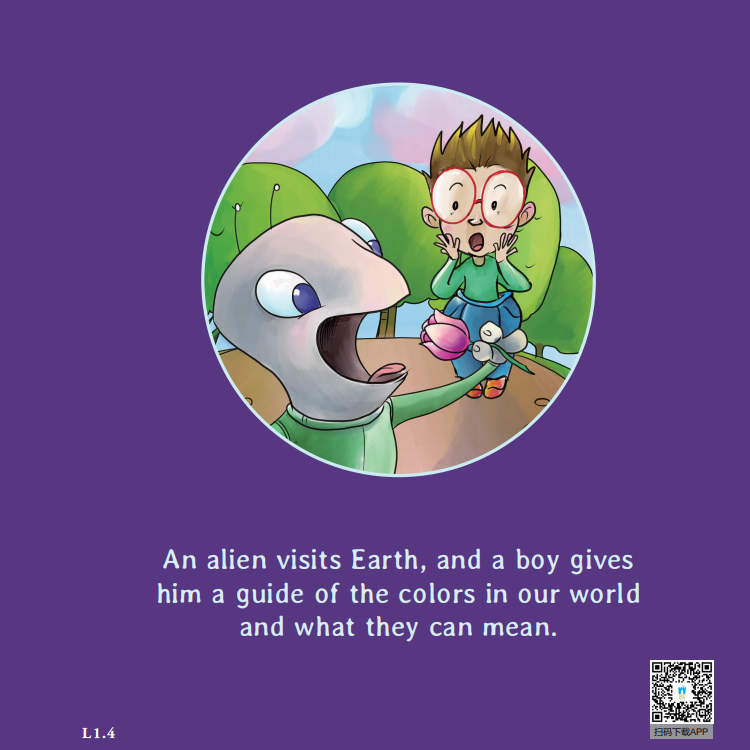 An alien visits Earth, and a boy gives
him a guide of the colors in our world
and what they can mean.
L1.4
扫码下载APP